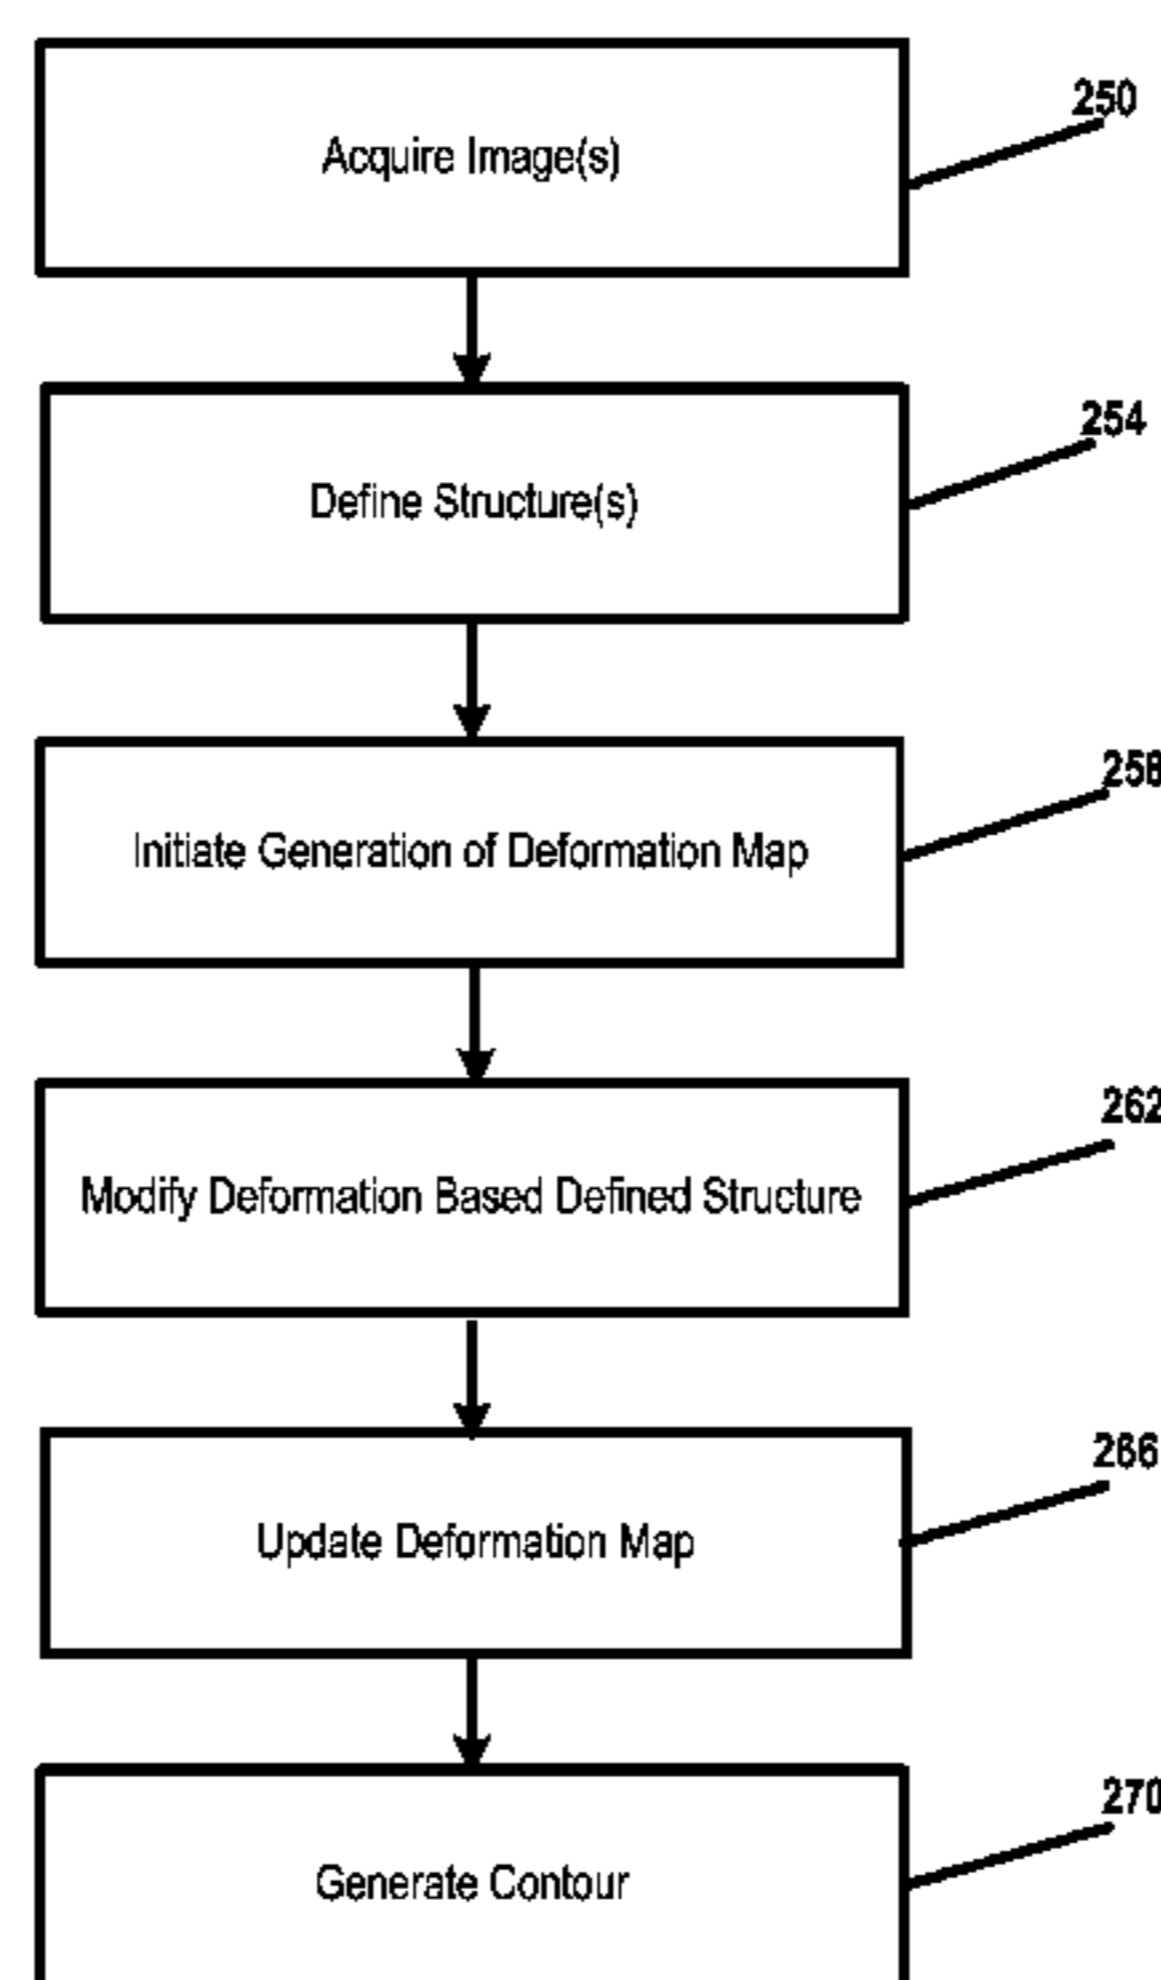 Acquire Image(s)
250
Define Structure(s)
254
Initiate Generation of Deformation Map
258
Modify Deformation Based Defined Structure
262
Update Deformation Map
266
Generate Contour
270